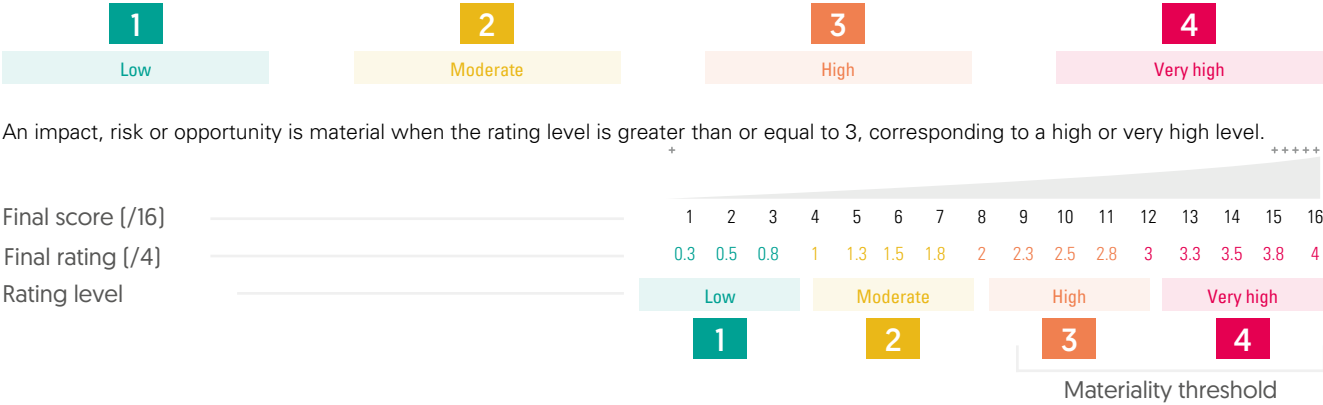 1 2 3 4
Low Moderate High Very high
An impact, risk or opportunity is material when the rating level is greater than or equal to 3, corresponding to a high or very high level.
+ +++++
Final score (/16) 1 2 3 4 5 6 7 8 9 10 11 12 13 14 15 16
Final rating (/4) 0.3 0.5 0.8 1 1.3 1.5 1.8 2 2.3 2.5 2.8 3 3.3 3.5 3.8 4
Rating level Low Moderate High Very high
1 2 3 4
Materiality threshold